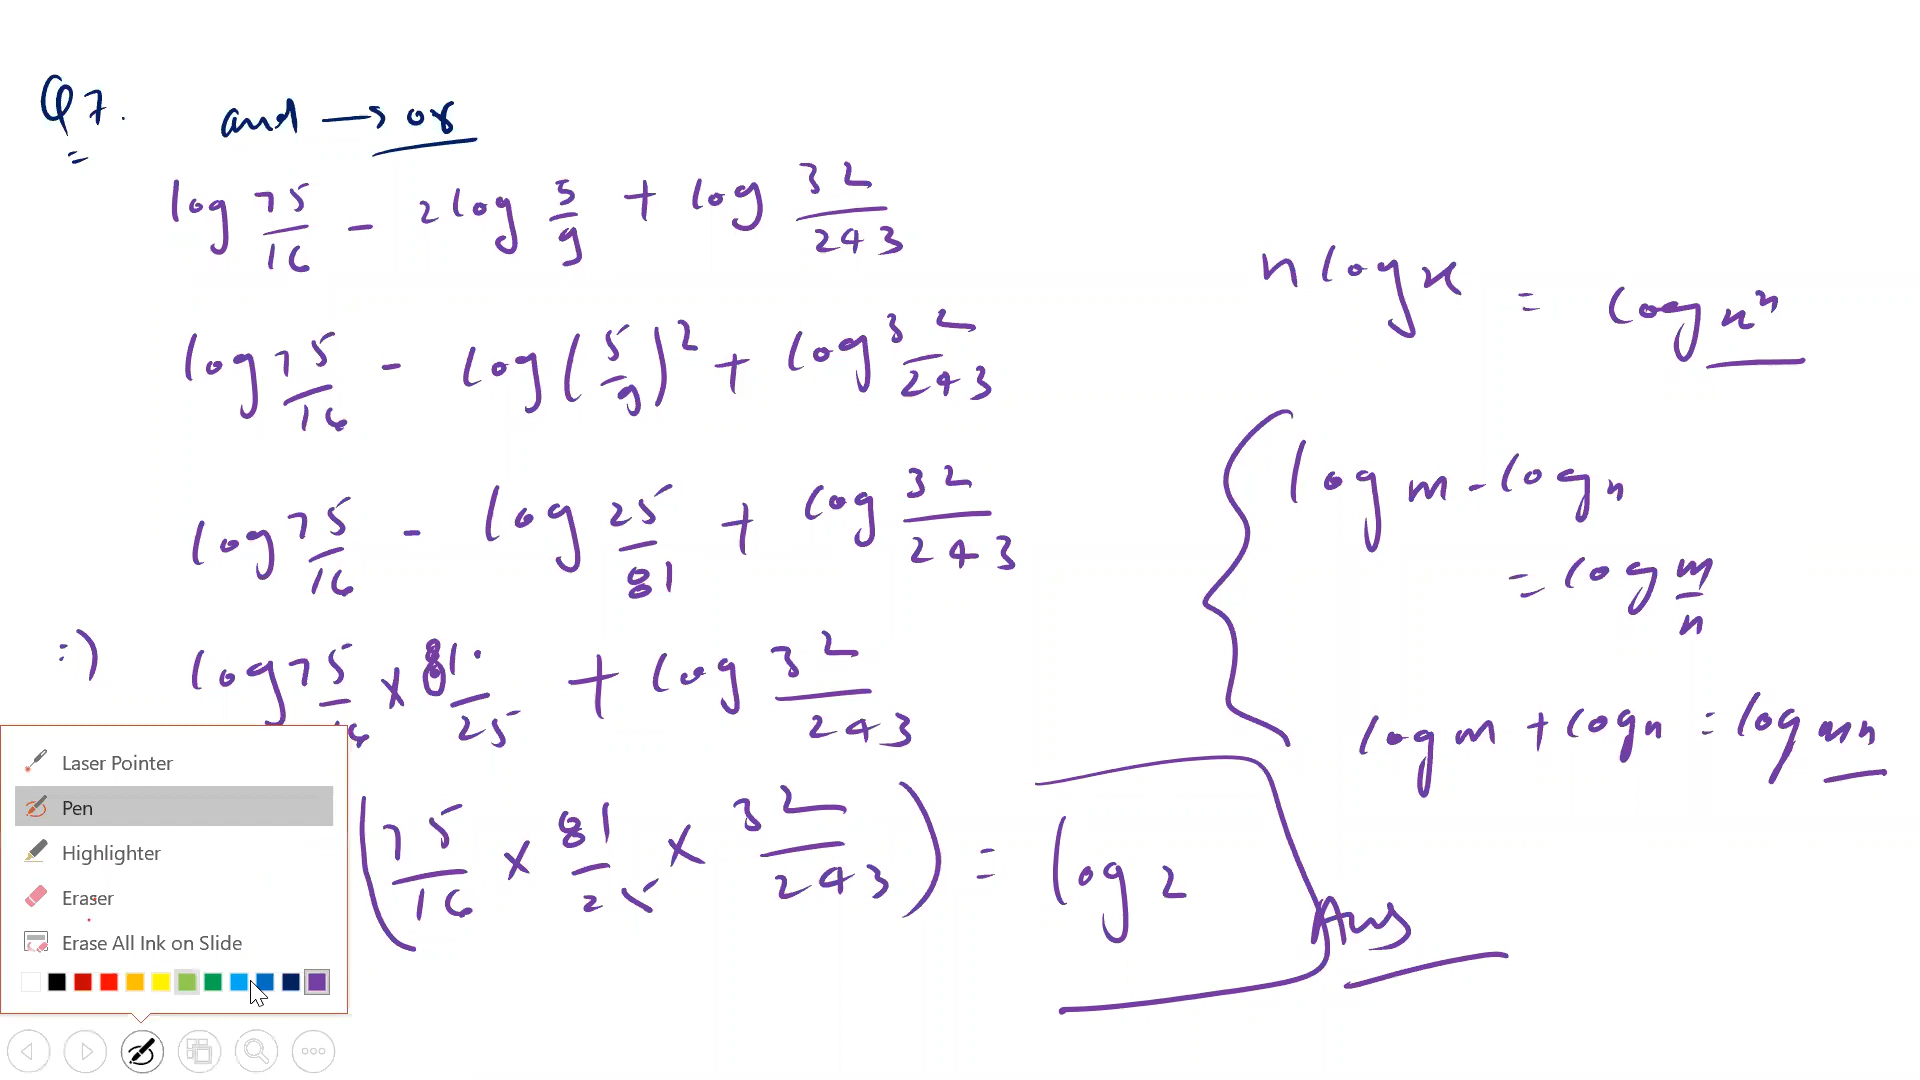 Q7.
and → or
log 75/16 - 2log 5/9 + log 32/243
log 75/16 - log(5/9)² + log 32/243
log 75/16 - log 25/81 + log 32/243
:) log 75/16 × 81/25 + log 32/243
(75/16 × 81/25 × 32/243) = log 2
Ans
n log x = log xⁿ
log m - log n
= log m/n
log m + log n = log mn
Laser Pointer
Pen
Highlighter
Eraser
Erase All Ink on Slide